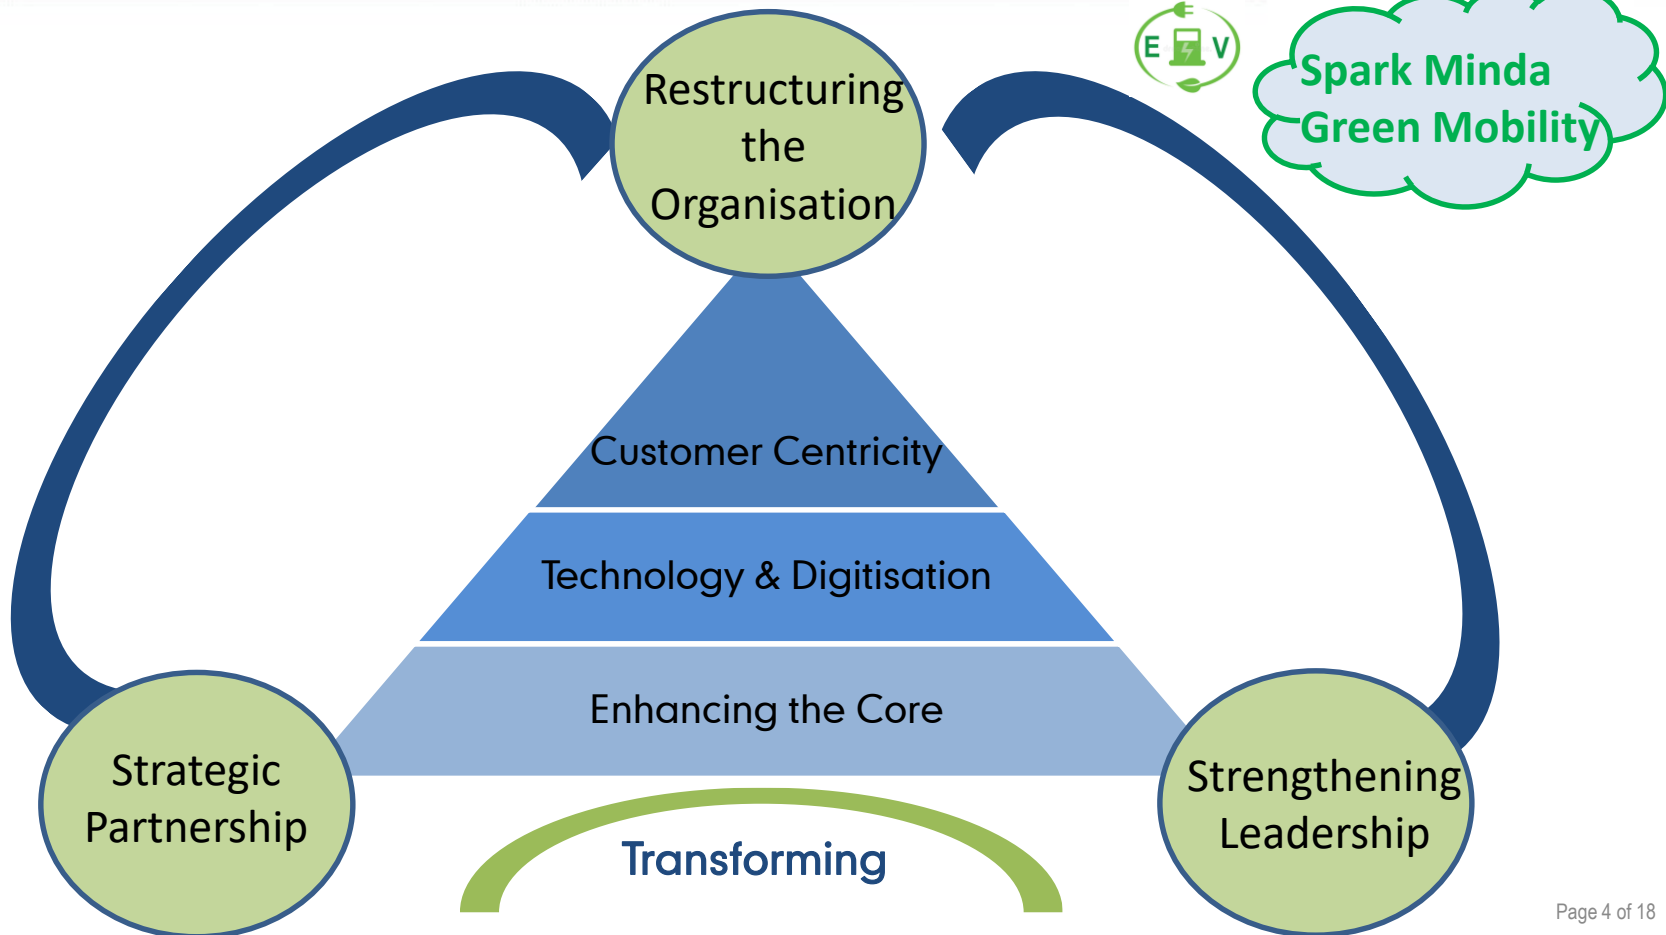 E V
Spark Minda
Green Mobility
Restructuring
the
Organisation
Customer Centricity
Technology & Digitisation
Enhancing the Core
Strategic
Partnership
Strengthening
Leadership
Transforming
Page 4 of 18